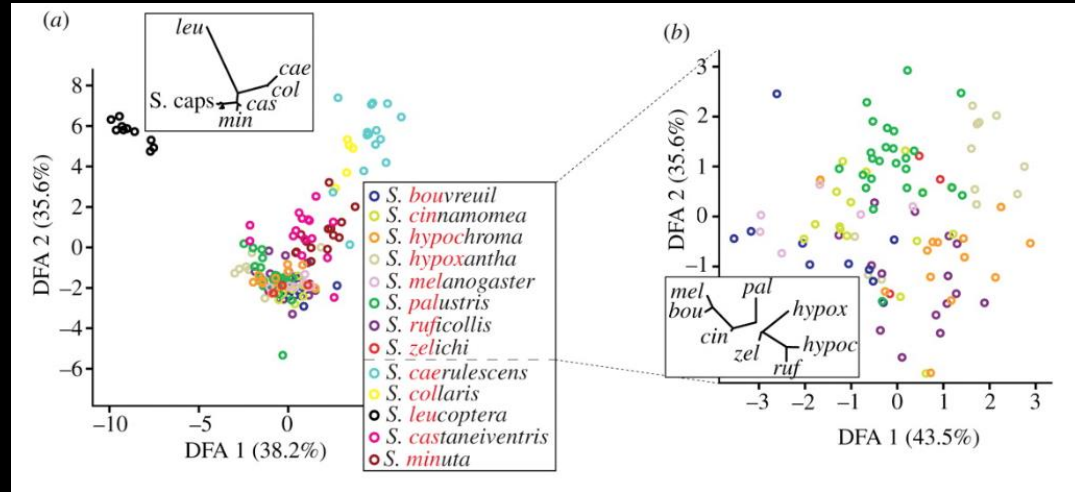 (a)
leu
cae
col
S. caps
cas
min
8
6
4
2
0
−2
−4
−6
DFA 2 (35.6%)
−10
−5
0
DFA 1 (38.2%)
S. bouvreuil
S. cinnamomea
S. hypochroma
S. hypoxantha
S. melanogaster
S. palustris
S. ruficollis
S. zelichi
S. caerulescens
S. collaris
S. leucoptera
S. castaneiventris
S. minuta
(b)
3
2
1
0
−1
DFA 2 (35.6%)
mel
pal
bou
hypox
cin
zel
hypoc
ruf
−3
−2
−1
0
1
2
3
DFA 1 (43.5%)